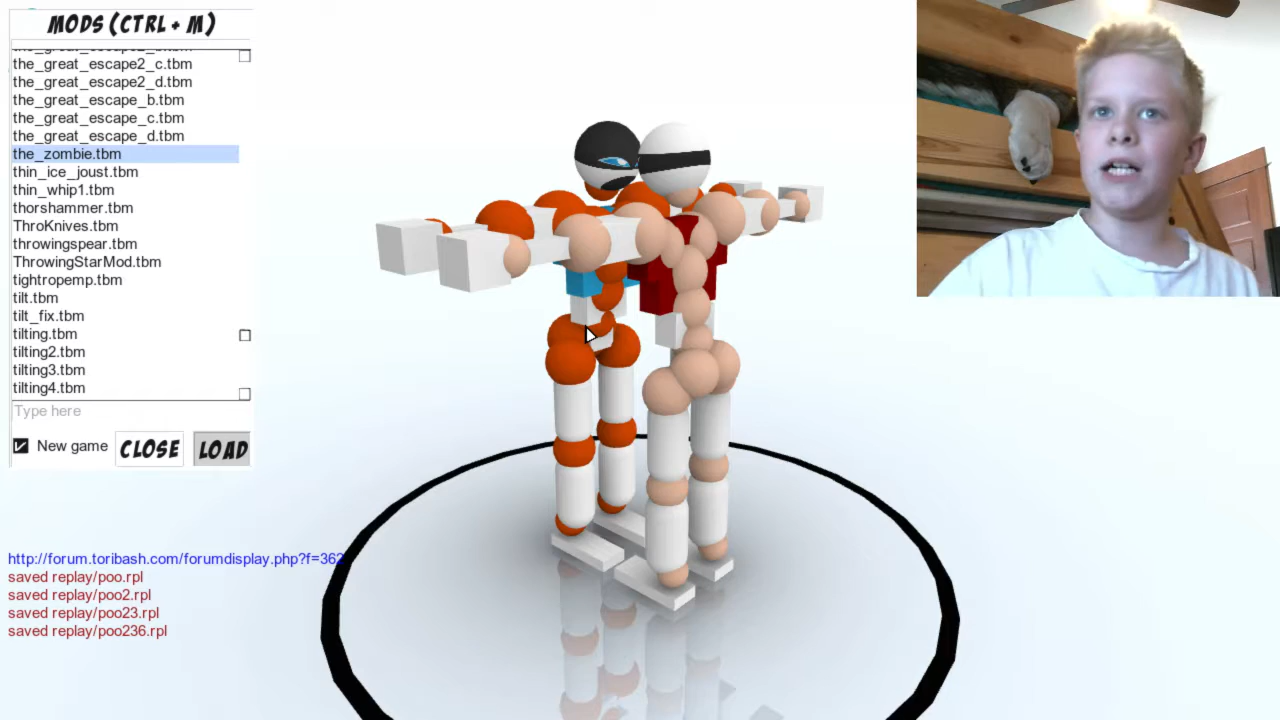 MODS (CTRL + M)
the_great_escape2_c.tbm
the_great_escape2_d.tbm
the_great_escape_b.tbm
the_great_escape_c.tbm
the_great_escape_d.tbm
the_zombie.tbm
thin_ice_joust.tbm
thin_whip1.tbm
thorshammer.tbm
ThroKnives.tbm
throwingspear.tbm
ThrowingStarMod.tbm
tightropemp.tbm
tilt.tbm
tilt_fix.tbm
tilting.tbm
tilting2.tbm
tilting3.tbm
tilting4.tbm
Type here
New game CLOSE LOAD
http://forum.toribash.com/forumdisplay.php?f=362
saved replay/poo.rpl
saved replay/poo2.rpl
saved replay/poo23.rpl
saved replay/poo236.rpl